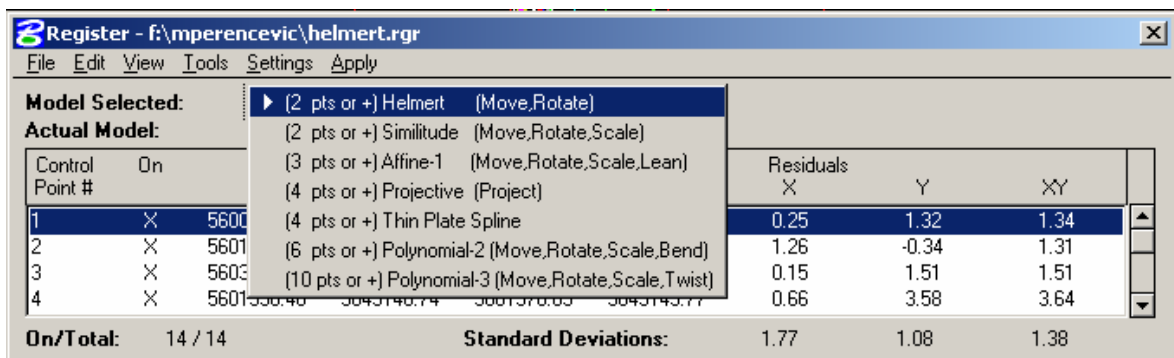 Register - f:\mperencevic\helmert.rgr
File Edit View Tools Settings Apply
Model Selected:
(2 pts or +) Helmert (Move,Rotate)
Actual Model:
(2 pts or +) Similitude (Move,Rotate,Scale)
(3 pts or +) Affine-1 (Move,Rotate,Scale,Lean)
(4 pts or +) Projective (Project)
(4 pts or +) Thin Plate Spline
(6 pts or +) Polynomial-2 (Move,Rotate,Scale,Bend)
(10 pts or +) Polynomial-3 (Move,Rotate,Scale,Twist)
Control Point # On Residuals X Y XY
1 X 5600 0.25 1.32 1.34
2 X 5601 1.26 -0.34 1.31
3 X 5603 0.15 1.51 1.51
4 X 0.66 3.58 3.64
On/Total: 14 / 14 Standard Deviations: 1.77 1.08 1.38